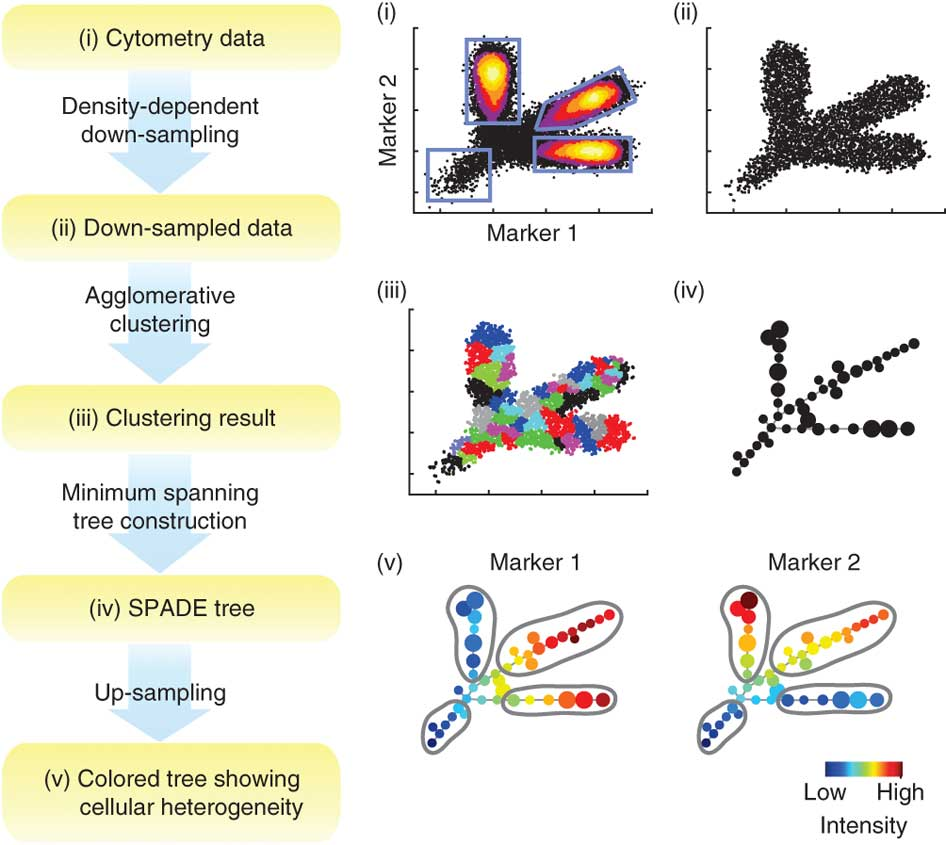 (i) Cytometry data
Density-dependent
down-sampling
(ii) Down-sampled data
Agglomerative
clustering
(iii) Clustering result
Minimum spanning
tree construction
(iv) SPADE tree
Up-sampling
(v) Colored tree showing
cellular heterogeneity
(i)
Marker 2
Marker 1
(ii)
(iii)
(iv)
(v)
Marker 1
Marker 2
Low High
Intensity